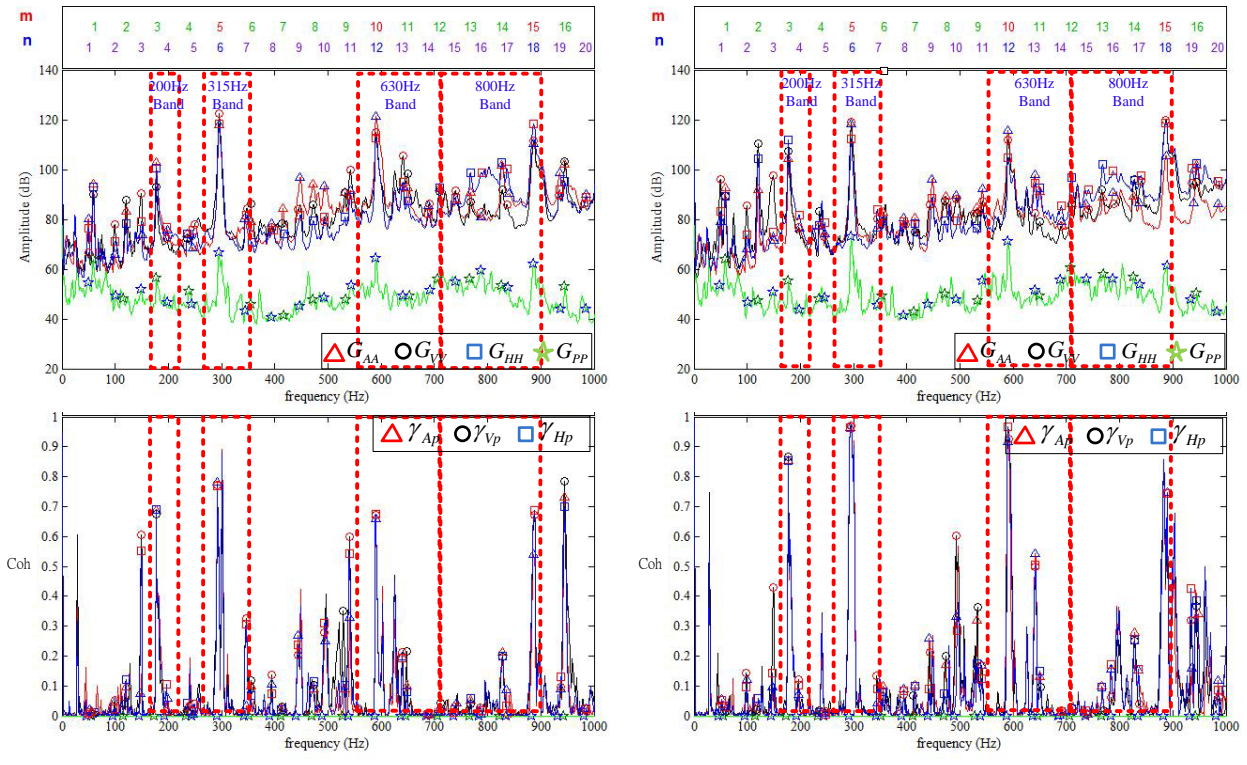 m 1 2 3 4 5 6 7 8 9 10 11 12 13 14 15 16
n 1 2 3 4 5 6 7 8 9 10 11 12 13 14 15 16 17 18 19 20
140
120
100
80
60
40
20
Amplitude (dB)
200Hz Band
315Hz Band
630Hz Band
800Hz Band
G_AA G_VV G_HH G_PP
0 100 200 300 400 500 600 700 800 900 1000
frequency (Hz)
m 1 2 3 4 5 6 7 8 9 10 11 12 13 14 15 16
n 1 2 3 4 5 6 7 8 9 10 11 12 13 14 15 16 17 18 19 20
140
120
100
80
60
40
20
Amplitude (dB)
200Hz Band
315Hz Band
630Hz Band
800Hz Band
G_AA G_VV G_HH G_PP
0 100 200 300 400 500 600 700 800 900 1000
frequency (Hz)
1
0.9
0.8
0.7
0.6
0.5
0.4
0.3
0.2
0.1
0
Coh
γ_Ap γ_Vp γ_Hp
0 100 200 300 400 500 600 700 800 900 1000
frequency (Hz)
1
0.9
0.8
0.7
0.6
0.5
0.4
0.3
0.2
0.1
0
Coh
γ_Ap γ_Vp γ_Hp
0 100 200 300 400 500 600 700 800 900 1000
frequency (Hz)